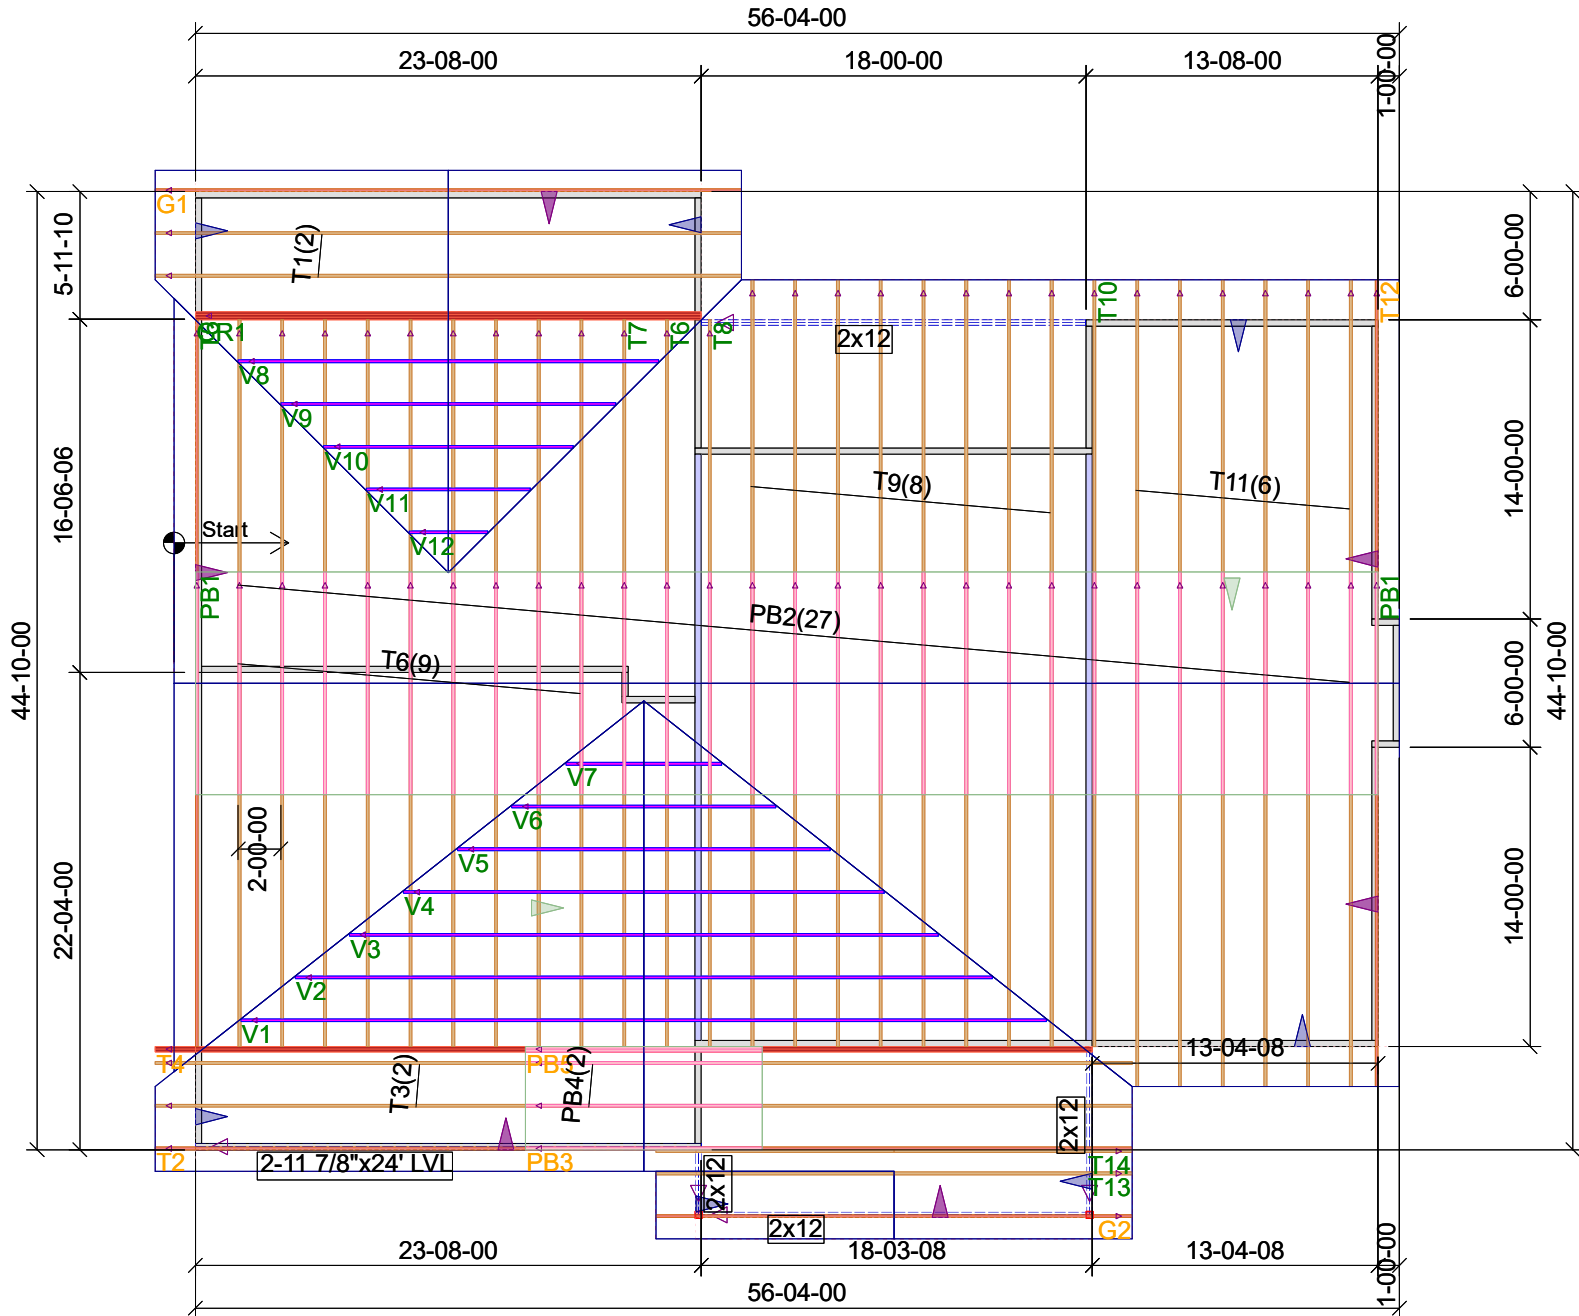 56-04-00
23-08-00
18-00-00
13-08-00
1-00-00
G1
T1(2)
5-11-10
6-00-00
T10
T12
GR1
T7
T6
T8
2x12
V8
V9
V10
T9(8)
T11(6)
16-06-06
14-00-00
V11
Start
V12
PB1
PB1
PB2(27)
44-10-00
T6(9)
6-00-00
44-10-00
V7
2-00-00
V6
V5
22-04-00
V4
14-00-00
V3
V2
V1
13-04-08
T4
PB5
T3(2)
PB4(2)
2x12
T2
2-11 7/8"x24' LVL
PB3
2x12
T14
T13
2x12
G2
23-08-00
18-03-08
13-04-08
1-00-00
56-04-00